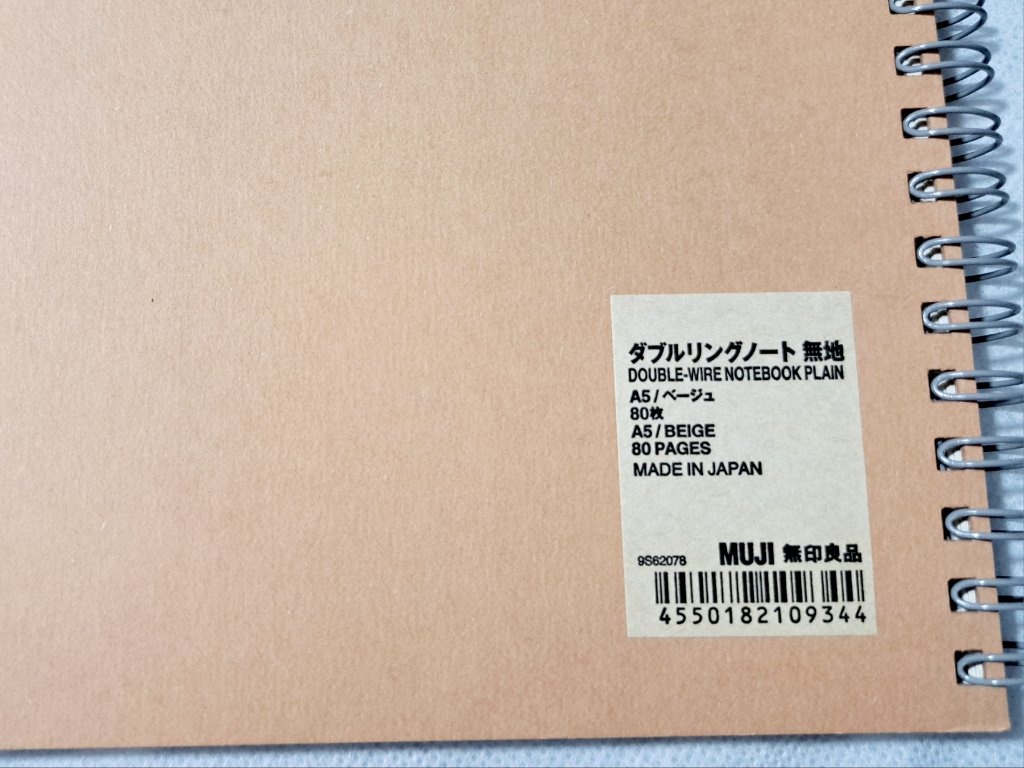 ダブルリングノート 無地
DOUBLE-WIRE NOTEBOOK PLAIN
A5 / ベージュ
80枚
A5 / BEIGE
80 PAGES
MADE IN JAPAN
9S62078 MUJI 無印良品
4550182109344